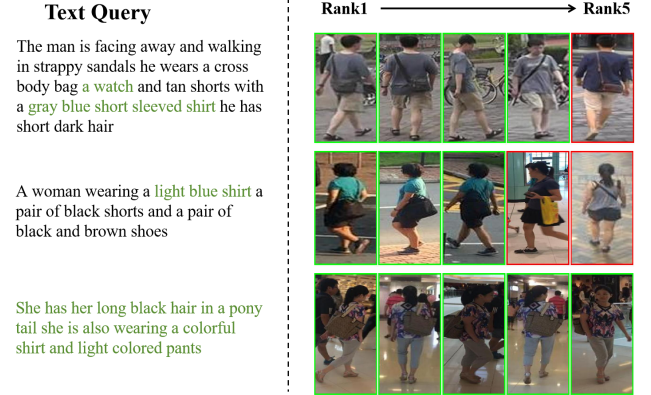 Text Query
Rank1
Rank5
The man is facing away and walking
in strappy sandals he wears a cross
body bag a watch and tan shorts with
a gray blue short sleeved shirt he has
short dark hair
A woman wearing a light blue shirt a
pair of black shorts and a pair of
black and brown shoes
She has her long black hair in a pony
tail she is also wearing a colorful
shirt and light colored pants